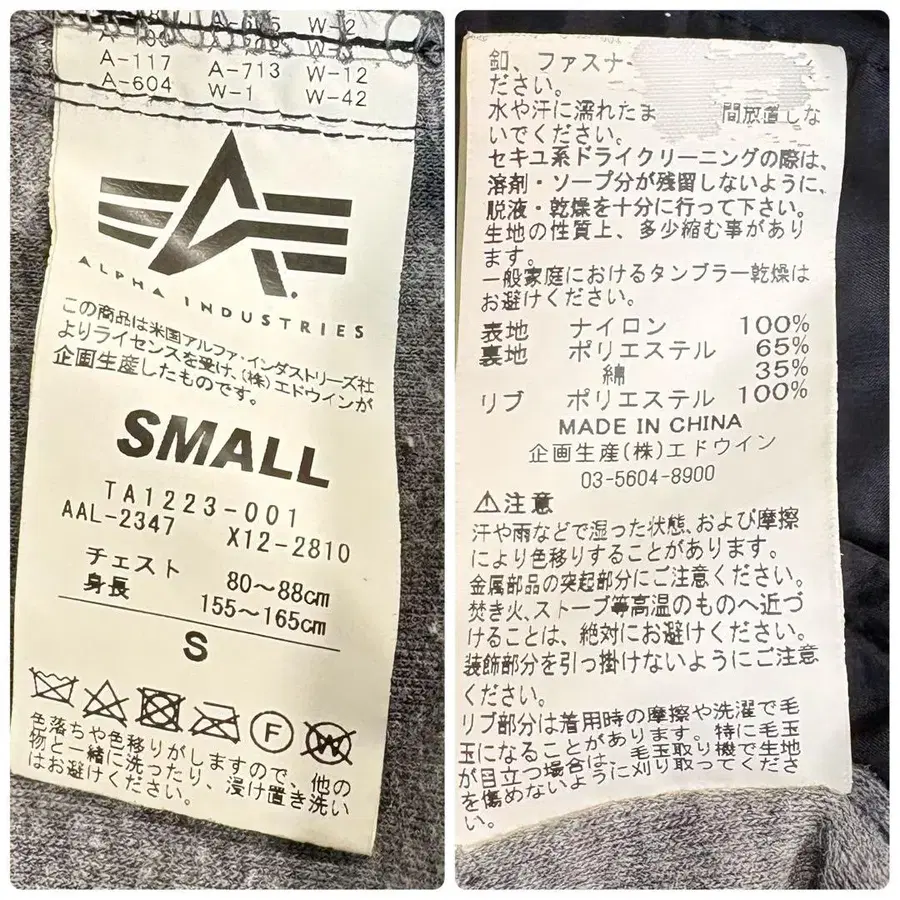 W-2
A-117 A-713 W-12
A-604 W-1 W-42
ALPHA INDUSTRIES
この商品は米国アルファ・インダストリーズ社
よりライセンスを受け、(株)エドウインが
企画生産したものです。
SMALL
TA1223-001
AAL-2347 X12-2810
チェスト 80～88cm
身長 155～165cm
S
F
W
色落ちや色移りがしますので、他の
物と一緒に洗ったり、浸け置き洗い
はお避けください。
釦、ファスナー
ださい。
水や汗に濡れたま 間放置しな
いでください。
セキユ系ドライクリーニングの際は、
溶剤・ソープ分が残留しないように、
脱液・乾燥を十分に行って下さい。
生地の性質上、多少縮む事があり
ます。
一般家庭におけるタンブラー乾燥は
お避けください。
表地 ナイロン 100%
裏地 ポリエステル 65%
綿 35%
リブ ポリエステル 100%
MADE IN CHINA
企画生産(株)エドウイン
03-5604-8900
⚠注意
汗や雨などで湿った状態、および摩擦
により色移りすることがあります。
金属部品の突起部分にご注意ください。
焚き火、ストーブ等高温のものへ近づ
けることは、絶対にお避けください。
装飾部分を引っ掛けないようにご注意
ください。
リブ部分は着用時の摩擦や洗濯で毛
玉になることがあります。特に毛玉
が目立つ場合は、毛玉取り機で生地
を傷めないように刈り取ってくださ
い。